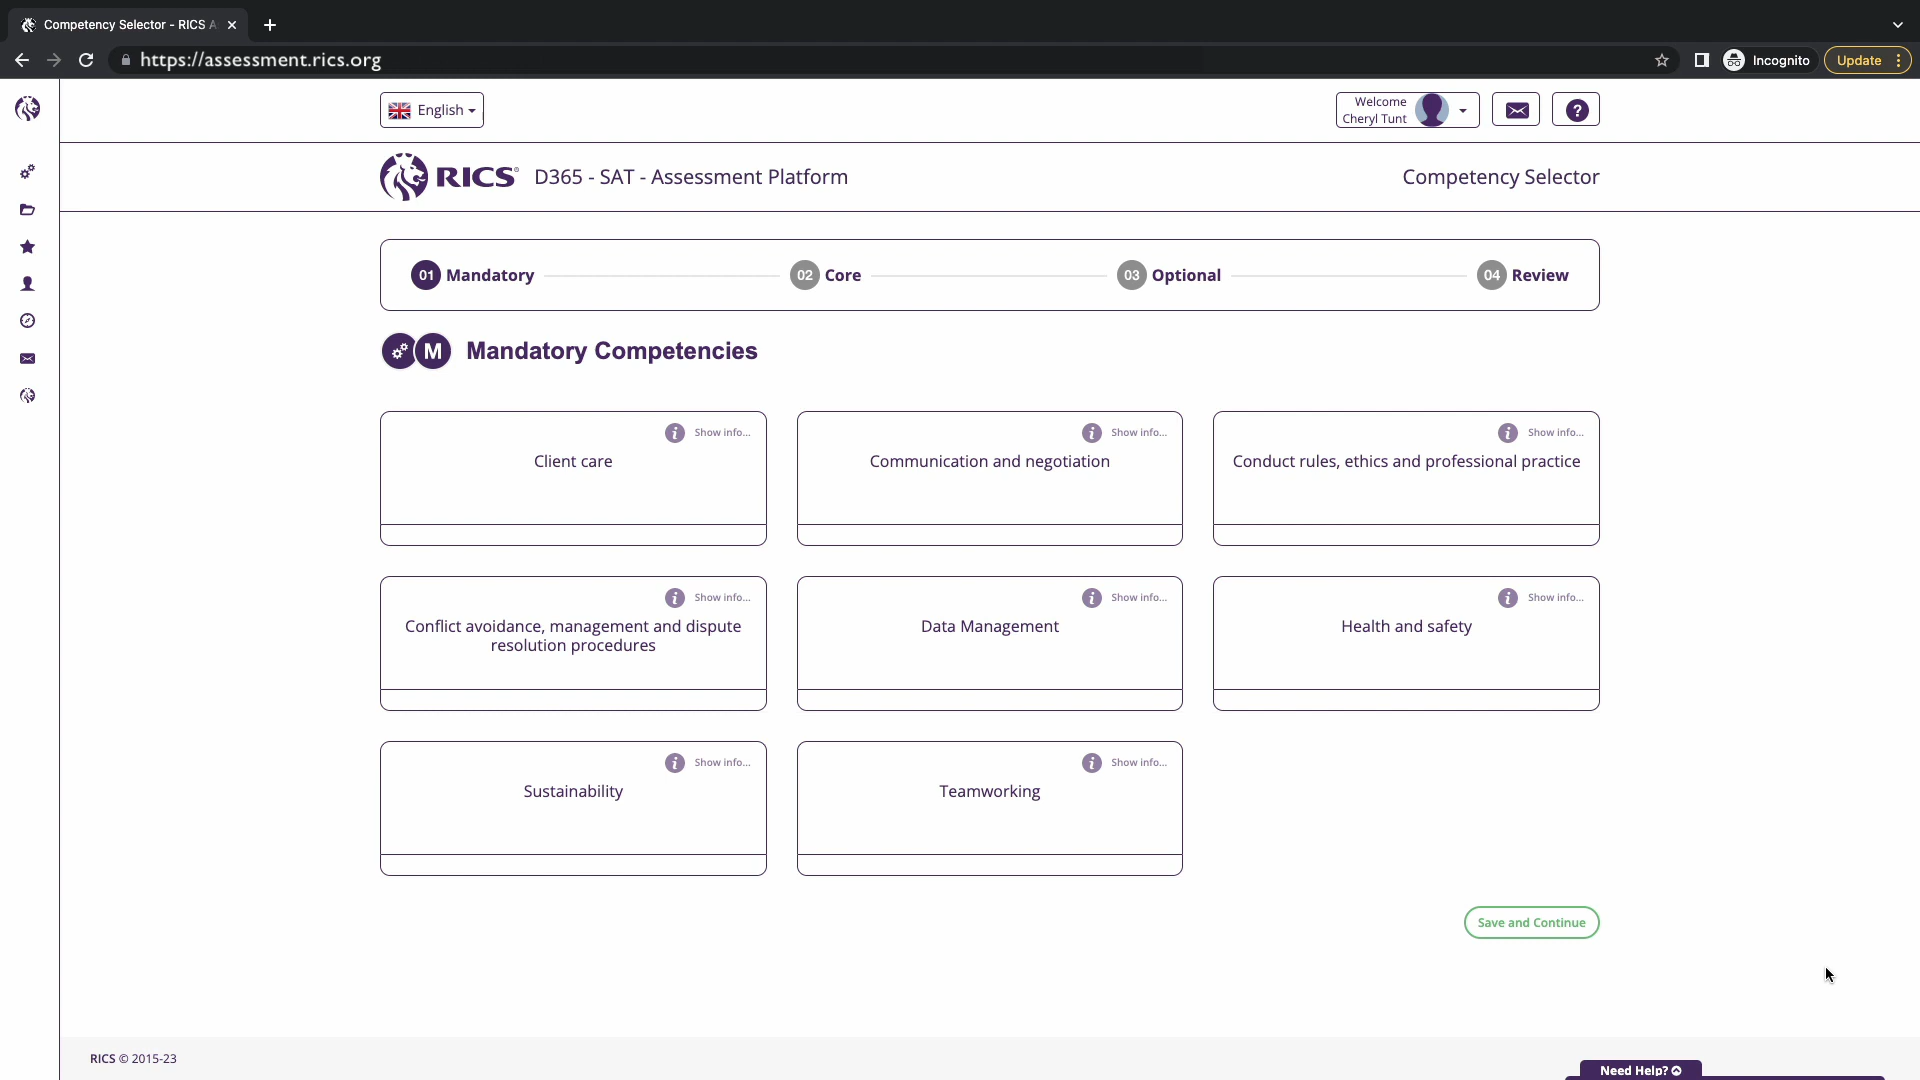 Competency Selector - RICS A
https://assessment.rics.org
Incognito
Update
English
Welcome
Cheryl Tunt
?
RICS® D365 - SAT - Assessment Platform
Competency Selector
01 Mandatory
02 Core
03 Optional
04 Review
M Mandatory Competencies
i Show info...
Client care
i Show info...
Communication and negotiation
i Show info...
Conduct rules, ethics and professional practice
i Show info...
Conflict avoidance, management and dispute
resolution procedures
i Show info...
Data Management
i Show info...
Health and safety
i Show info...
Sustainability
i Show info...
Teamworking
Save and Continue
RICS © 2015-23
Need Help?